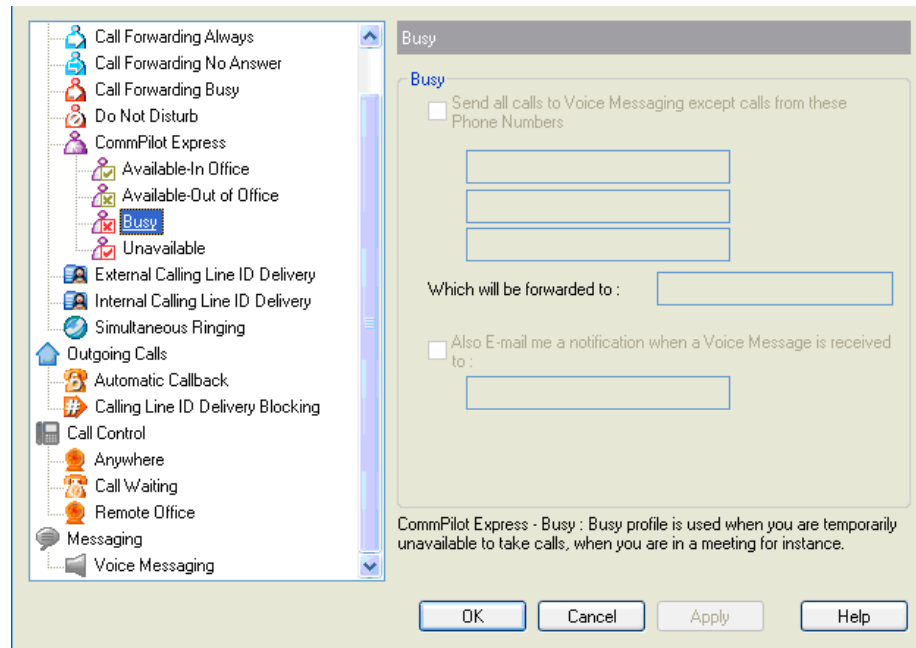 Call Forwarding Always
Call Forwarding No Answer
Call Forwarding Busy
Do Not Disturb
CommPilot Express
Available-In Office
Available-Out of Office
Busy
Unavailable
External Calling Line ID Delivery
Internal Calling Line ID Delivery
Simultaneous Ringing
Outgoing Calls
Automatic Callback
Calling Line ID Delivery Blocking
Call Control
Anywhere
Call Waiting
Remote Office
Messaging
Voice Messaging
Busy
Busy
Send all calls to Voice Messaging except calls from these
Phone Numbers
Which will be forwarded to :
Also E-mail me a notification when a Voice Message is received
to :
CommPilot Express - Busy : Busy profile is used when you are temporarily
unavailable to take calls, when you are in a meeting for instance.
OK
Cancel
Apply
Help